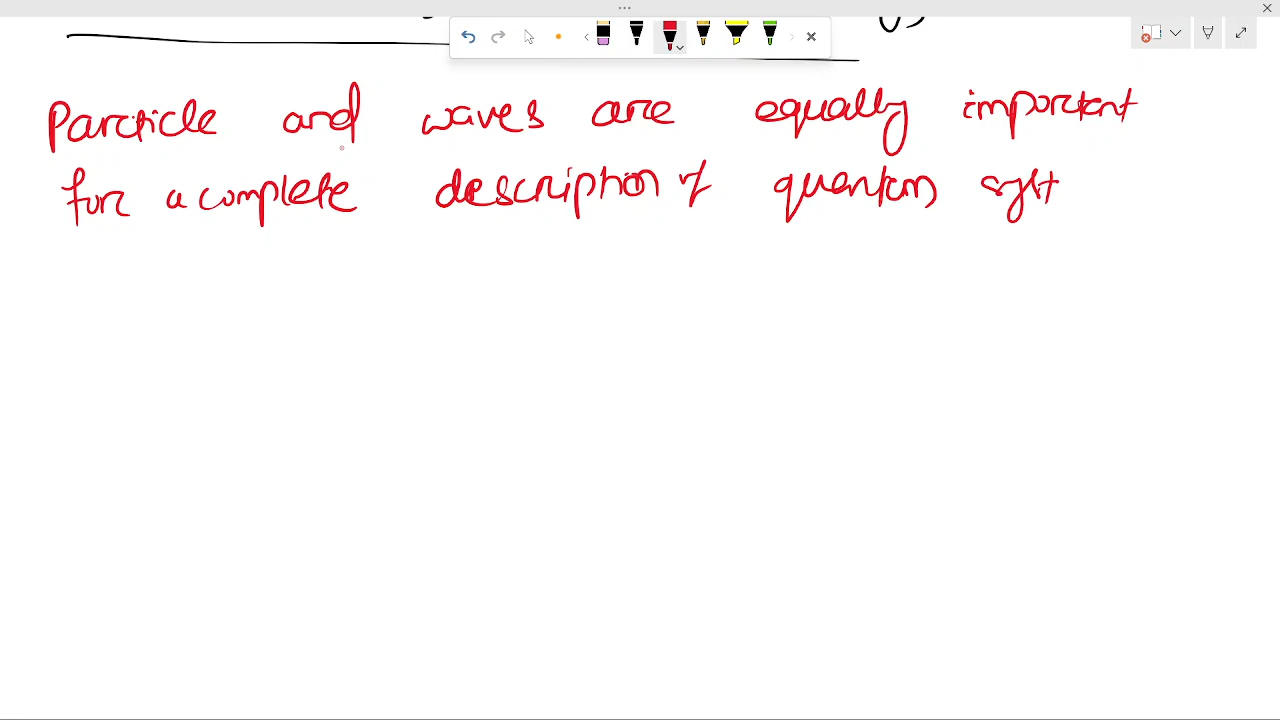 Particle and waves are equally important
for a complete description of quantum syst